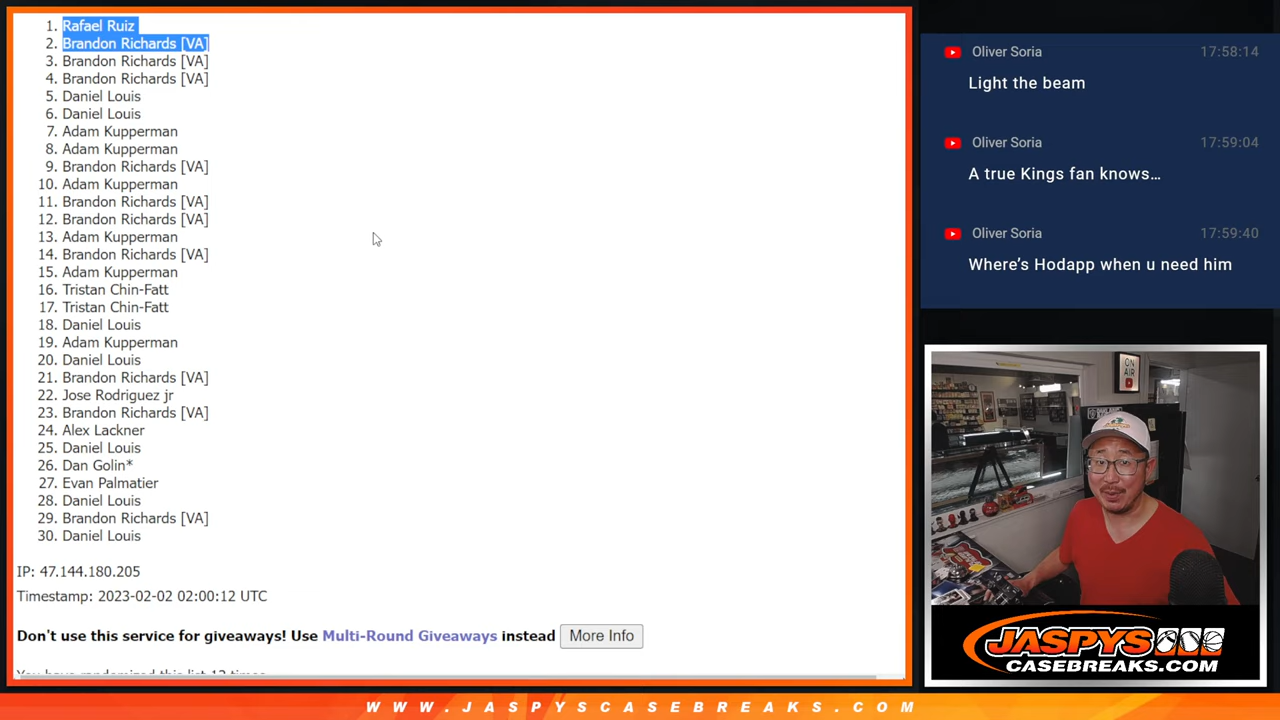 1. Rafael Ruiz
2. Brandon Richards [VA]
3. Brandon Richards [VA]
4. Brandon Richards [VA]
5. Daniel Louis
6. Daniel Louis
7. Adam Kupperman
8. Adam Kupperman
9. Brandon Richards [VA]
10. Adam Kupperman
11. Brandon Richards [VA]
12. Brandon Richards [VA]
13. Adam Kupperman
14. Brandon Richards [VA]
15. Adam Kupperman
16. Tristan Chin-Fatt
17. Tristan Chin-Fatt
18. Daniel Louis
19. Adam Kupperman
20. Daniel Louis
21. Brandon Richards [VA]
22. Jose Rodriguez jr
23. Brandon Richards [VA]
24. Alex Lackner
25. Daniel Louis
26. Dan Golin*
27. Evan Palmatier
28. Daniel Louis
29. Brandon Richards [VA]
30. Daniel Louis
IP: 47.144.180.205
Timestamp: 2023-02-02 02:00:12 UTC
Don't use this service for giveaways! Use Multi-Round Giveaways instead More Info
You have randomized this list 12 times
Oliver Soria 17:58:14
Light the beam
Oliver Soria 17:59:04
A true Kings fan knows…
Oliver Soria 17:59:40
Where's Hodapp when u need him
ON
AIR
JASPYS
CASEBREAKS.COM
WWW.JASPYSCASEBREAKS.COM